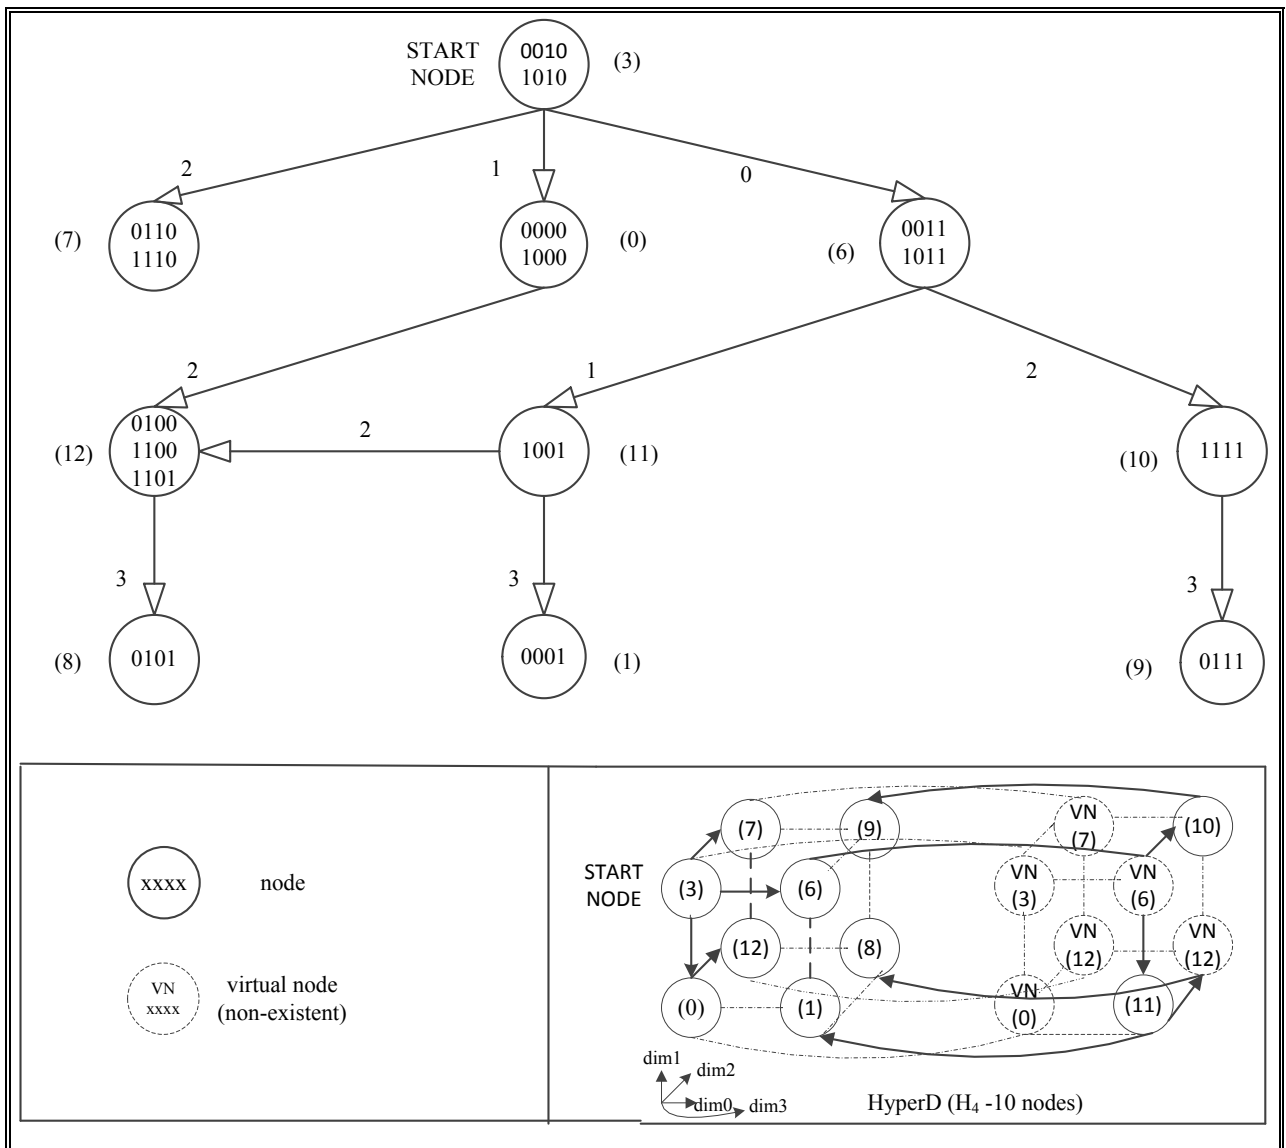 START
NODE
0010
1010
(3)
2
1
0
(7)
0110
1110
0000
1000
(0)
(6)
0011
1011
2
1
2
(12)
0100
1100
1101
2
1001
(11)
(10)
1111
3
3
3
(8)
0101
0001
(1)
(9)
0111
xxxx
node
VN
xxxx
virtual node
(non-existent)
START
NODE
(7)
(9)
VN
(7)
(10)
(3)
(6)
VN
(3)
VN
(6)
(12)
(8)
VN
(12)
VN
(12)
(0)
(1)
VN
(0)
(11)
dim1
dim2
dim0
dim3
HyperD (H4 -10 nodes)